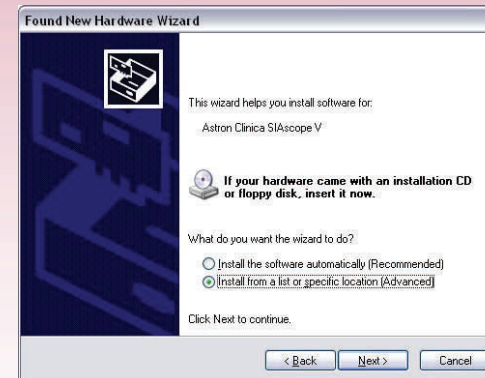 Found New Hardware Wizard
This wizard helps you install software for:
Astron Clinica SIAscope V
If your hardware came with an installation CD
or floppy disk, insert it now.
What do you want the wizard to do?
Install the software automatically (Recommended)
Install from a list or specific location (Advanced)
Click Next to continue.
< Back Next > Cancel